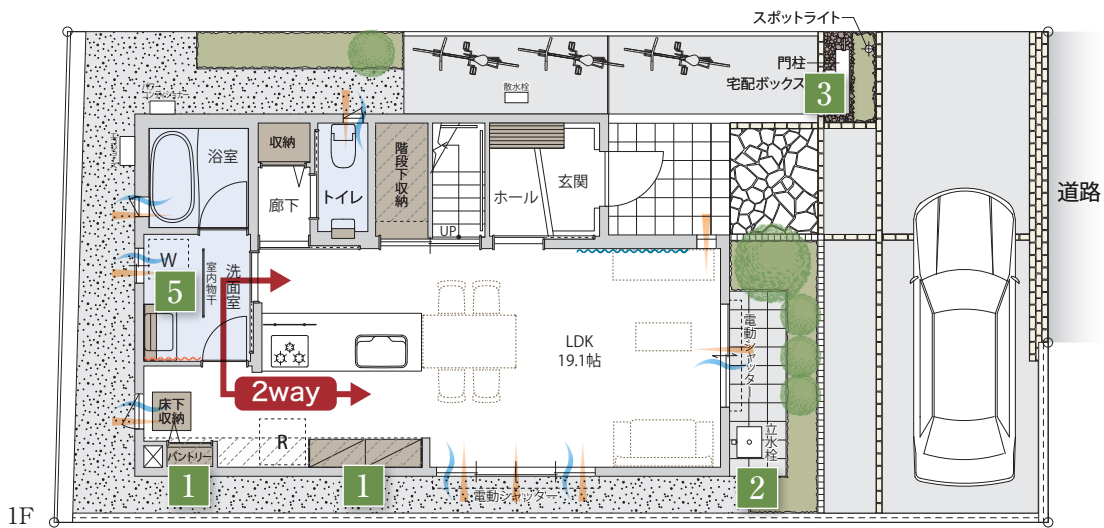 スポットライト
門柱
宅配ボックス
3
散水栓
道路
浴室
収納
廊下
トイレ
階段下収納
UP
ホール
玄関
W
5
室内物干
洗面室
LDK
19.1帖
電動シャッター
2way
床下
収納
パントリー
R
1
1
電動シャッター
立水栓
2
1F